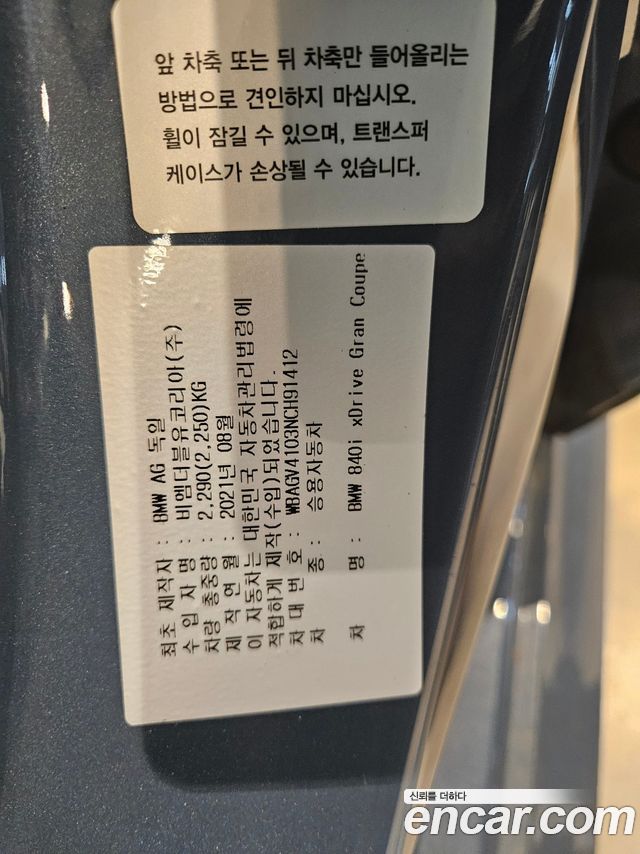 앞 차축 또는 뒤 차축만 들어올리는
방법으로 견인하지 마십시오.
휠이 잠길 수 있으며, 트랜스퍼
케이스가 손상될 수 있습니다.
최초 제작자 : BMW AG 독일
수 입 자 명 : 비엠더블유코리아(주)
차량 총중량 : 2,290(2,250)KG
제 작 연 월 : 2021년 08월
이 자동차는 대한민국 자동차관리법령에
적합하게 제작(수입)되었습니다.
차 대 번 호 : WBAGV4103NCH91412
차 종 : 승용자동차
차 명 : BMW 840i xDrive Gran Coupe
신뢰를 더하다
encar.com